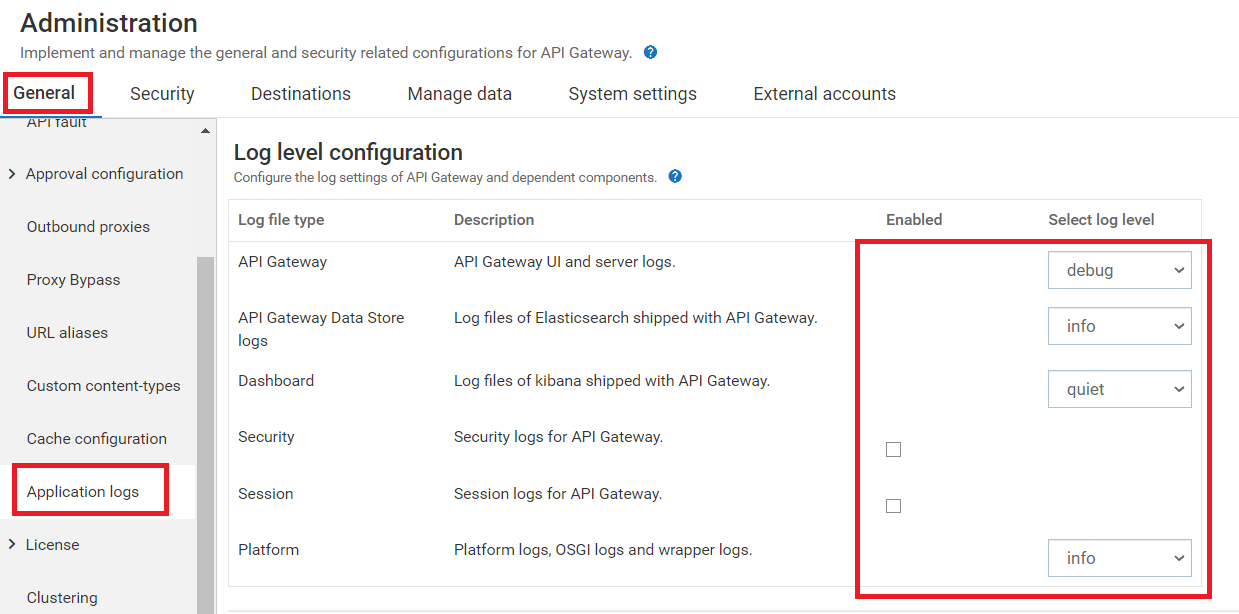 Administration
Implement and manage the general and security related configurations for API Gateway. ?
General Security Destinations Manage data System settings External accounts
API fault
Approval configuration
Outbound proxies
Proxy Bypass
URL aliases
Custom content-types
Cache configuration
Application logs
License
Clustering
Log level configuration
Configure the log settings of API Gateway and dependent components. ?
Log file type Description Enabled Select log level
API Gateway API Gateway UI and server logs. debug
API Gateway Data Store Log files of Elasticsearch shipped with API Gateway. info
logs
Dashboard Log files of kibana shipped with API Gateway. quiet
Security Security logs for API Gateway.
Session Session logs for API Gateway.
Platform Platform logs, OSGI logs and wrapper logs. info